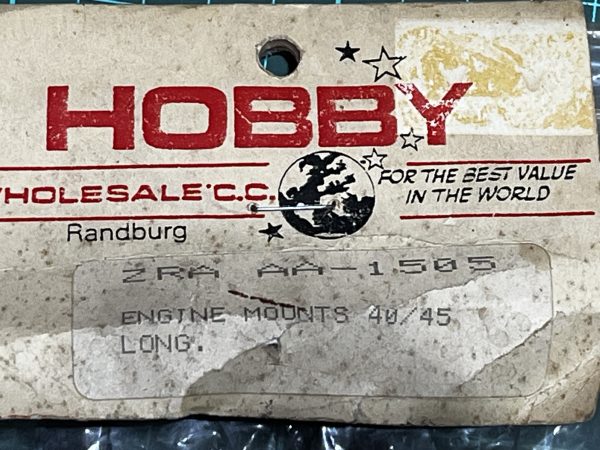 HOBBY
WHOLESALE C.C.
FOR THE BEST VALUE
IN THE WORLD
Randburg
ZRA AA-1505
ENGINE MOUNTS 40/45
LONG.